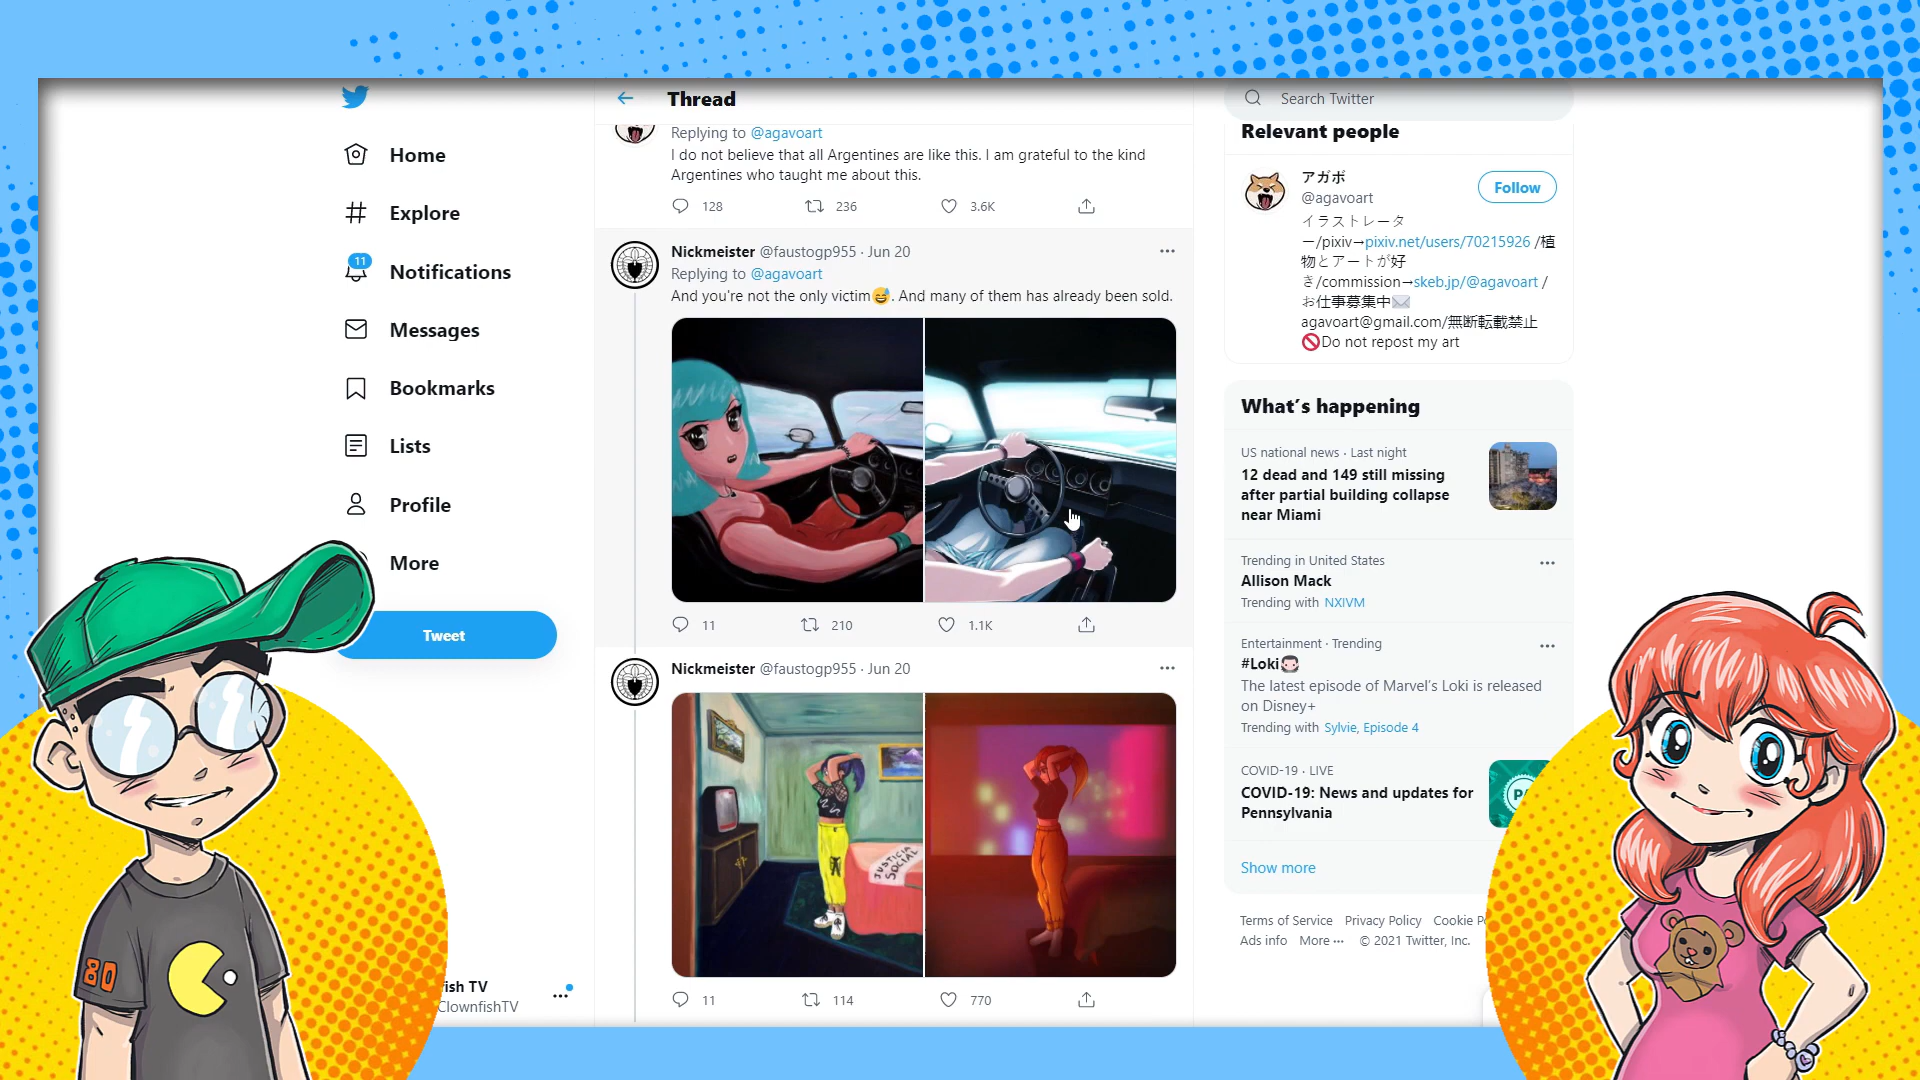 Home
Explore
11
Notifications
Messages
Bookmarks
Lists
Profile
More
Tweet
ish TV
ClownfishTV
Thread
Replying to @agavoart
I do not believe that all Argentines are like this. I am grateful to the kind
Argentines who taught me about this.
128 236 3.6K
Nickmeister @faustogp955 · Jun 20
Replying to @agavoart
And you're not the only victim😅. And many of them has already been sold.
11 210 1.1K
Nickmeister @faustogp955 · Jun 20
JUSTICIA
SOCIAL
11 114 770
Search Twitter
Relevant people
アガボ
@agavoart
Follow
イラストレータ
ー/pixiv→pixiv.net/users/70215926 /植
物とアートが好
き/commission→skeb.jp/@agavoart /
お仕事募集中✉
agavoart@gmail.com/無断転載禁止
🚫Do not repost my art
What's happening
US national news · Last night
12 dead and 149 still missing
after partial building collapse
near Miami
Trending in United States
Allison Mack
Trending with NXIVM
Entertainment · Trending
#Loki
The latest episode of Marvel's Loki is released
on Disney+
Trending with Sylvie, Episode 4
COVID-19 · LIVE
COVID-19: News and updates for
Pennsylvania
Show more
Terms of Service Privacy Policy Cookie P
Ads info More ··· © 2021 Twitter, Inc.
80